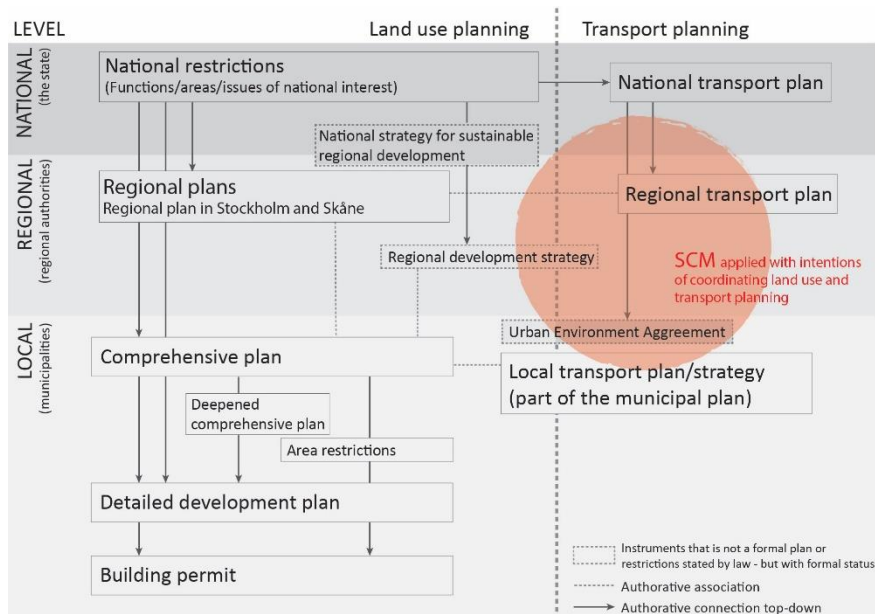 LEVEL
Land use planning
Transport planning
NATIONAL
(the state)
National restrictions
(Functions/areas/issues of national interest)
National transport plan
National strategy for sustainable
regional development
REGIONAL
(regional authorities)
Regional plans
Regional plan in Stockholm and Skåne
Regional transport plan
Regional development strategy
SCM applied with intentions
of coordinating land use and
transport planning
LOCAL
(municipalities)
Urban Environment Aggreement
Comprehensive plan
Local transport plan/strategy
(part of the municipal plan)
Deepened
comprehensive plan
Area restrictions
Detailed development plan
Building permit
Instruments that is not a formal plan or
restrictions stated by law - but with formal status
Authorative association
Authorative connection top-down